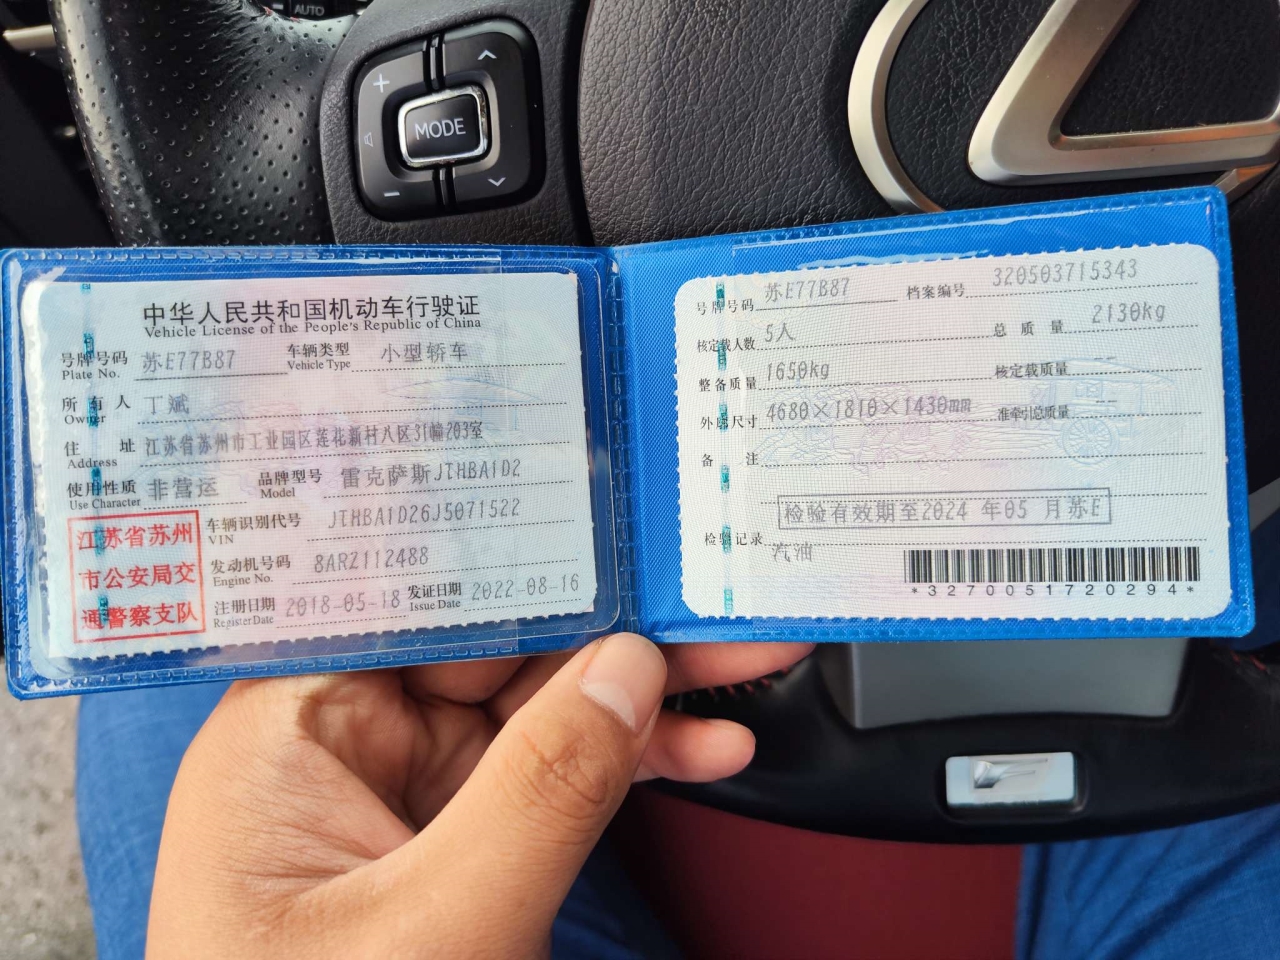 AUTO
+
MODE
−
中华人民共和国机动车行驶证
Vehicle License of the People's Republic of China
号牌号码 苏E77B87 车辆类型 小型轿车
Plate No. Vehicle Type
所有人 丁斌
Owner
住址 江苏省苏州市工业园区莲花新村八区31幢203室
Address
使用性质 非营运 品牌型号 雷克萨斯JTHBA1D2
Use Character Model
江苏省苏州
市公安局交
通警察支队
车辆识别代号 JTHBA1D26J5071522
VIN
发动机号码 8ARZ112488
Engine No.
注册日期 2018-05-18 发证日期 2022-08-16
Register Date Issue Date
号牌号码 苏E77B87 档案编号 320503715343
核定载人数 5人 总质量 2130kg
整备质量 1650kg 核定载质量 --
外廓尺寸 4680×1810×1430mm 准牵引总质量 --
备注
检验有效期至2024 年05 月苏E
检验记录
汽油
*3270051720294*